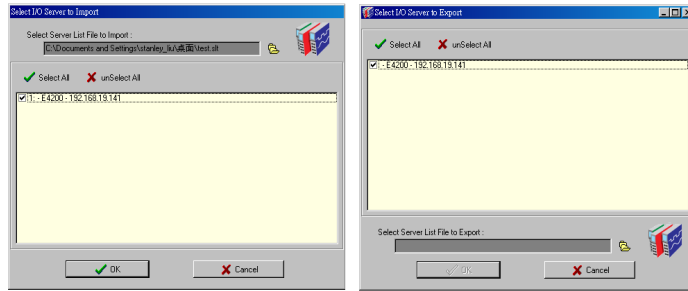 Select I/O Server to Import
Select Server List File to Import :
C:\Documents and Settings\stanley_liu\桌面\test.slt
Select All
unSelect All
1: - E4200 - 192.168.19.141
OK
Cancel
Select I/O Server to Export
Select All
unSelect All
: - E4200 - 192.168.19.141
Select Server List File to Export :
OK
Cancel